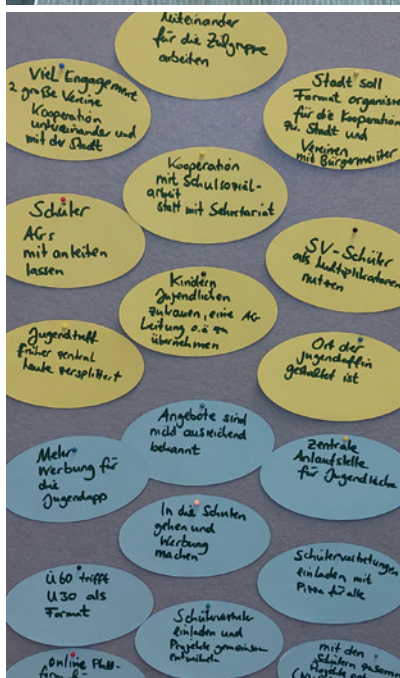 Miteinander
für die Zielgruppe
arbeiten
Viel Engagement
2 große Vereine
Kooperation
untereinander und
mit der Stadt
Stadt soll
Format organisieren
für die Kooperation
zw. Stadt und
Vereinen
mit Bürgermeister
Kooperation
mit Schulsozial-
arbeit
statt mit Sekretariat
Schüler
AGs
mit anleiten
lassen
SV-Schüler
als Multiplikatoren
nutzen
Kindern
Jugendlichen
zutrauen, eine AG
Leitung o.ä zu
übernehmen
Jugendtreff
früher zentral
heute zersplittert
Ort der
jugendaffin
gestaltet ist
Angebote sind
nicht ausreichend
bekannt
Mehr
Werbung für
die
Jugendapp
Zentrale
Anlaufstelle
für Jugendliche
In die Schulen
gehen und
Werbung
machen
Schülervertretungen
einladen mit
Pizza für alle
Ü60 trifft
U30 als
Format
einladen und
Projekte gemeinsam
entwickeln
mit den
Schülern
Online Platt-